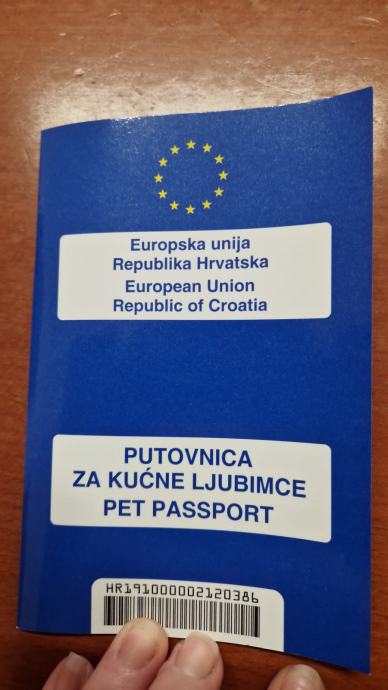 Europska unija
Republika Hrvatska
European Union
Republic of Croatia
PUTOVNICA
ZA KUĆNE LJUBIMCE
PET PASSPORT
HR191000002120386